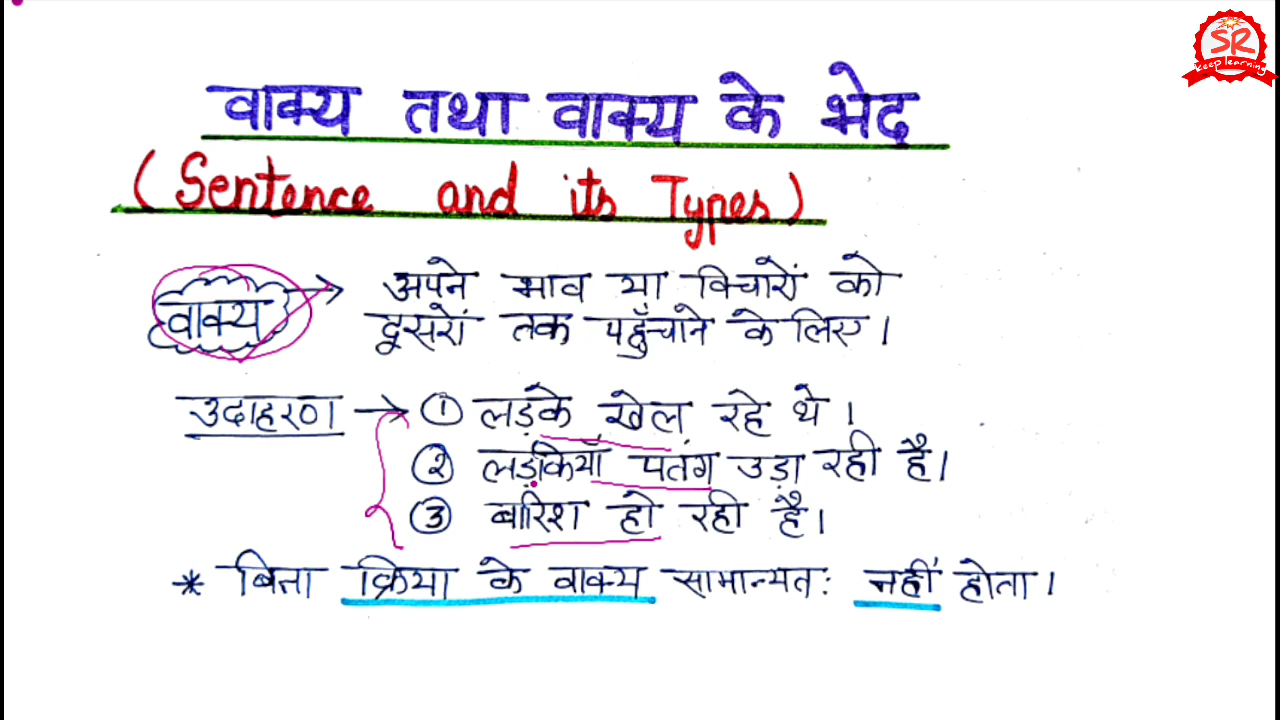 SR
Keep learning
वाक्य तथा वाक्य के भेद
(Sentence and its Types)
वाक्य → अपने भाव या विचारों को
दूसरों तक पहुँचाने के लिए।
उदाहरण → ① लड़के खेल रहे थे।
② लड़कियाँ पतंग उड़ा रही है।
③ बारिश हो रही है।
* बिना क्रिया के वाक्य सामान्यतः नहीं होता।